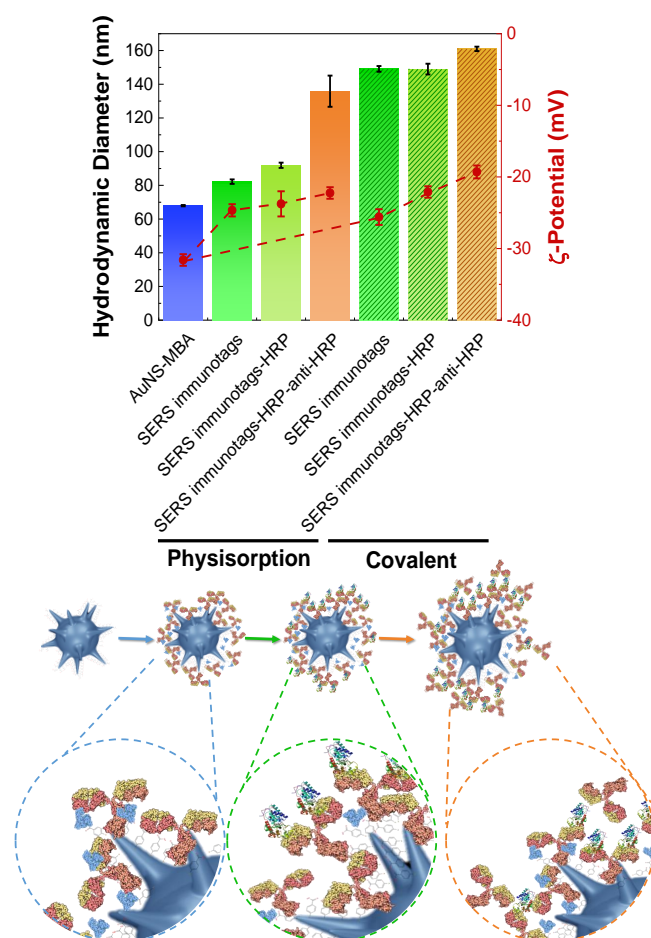 Hydrodynamic Diameter (nm)
160
140
120
100
80
60
40
20
0
-0
-10
-20
-30
-40
ζ-Potential (mV)
AuNS-MBA
SERS immunotags
SERS immunotags-HRP
SERS immunotags-HRP-anti-HRP
SERS immunotags
SERS immunotags-HRP
SERS immunotags-HRP-anti-HRP
Physisorption
Covalent